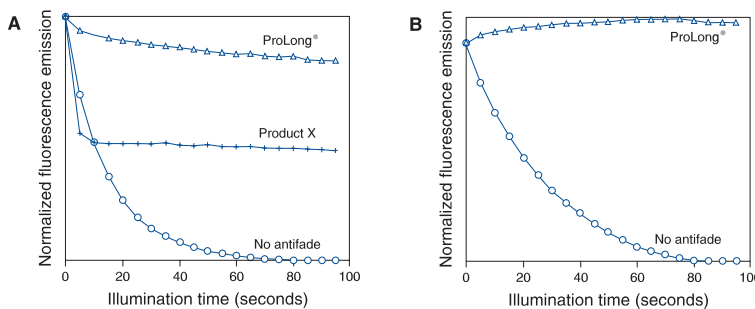 A
Normalized fluorescence emission
ProLong®
Product X
No antifade
0 20 40 60 80 100
Illumination time (seconds)
B
Normalized fluorescence emission
ProLong®
No antifade
0 20 40 60 80 100
Illumination time (seconds)